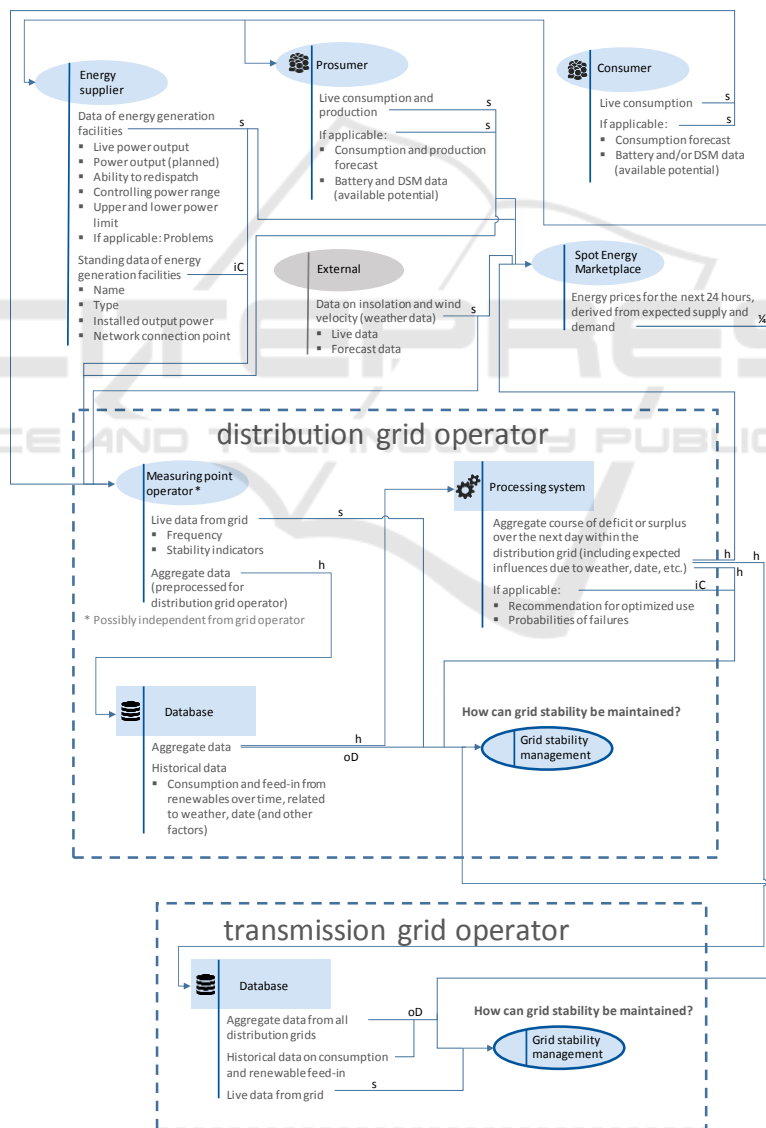 Energy
supplier
Data of energy generation
facilities
s
▪ Live power output
▪ Power output (planned)
▪ Ability to redispatch
▪ Controlling power range
▪ Upper and lower power
limit
▪ If applicable: Problems
Standing data of energy
generation facilities
iC
▪ Name
▪ Type
▪ Installed output power
▪ Network connection point
Prosumer
Live consumption and
production
s
If applicable:
s
▪ Consumption and production
forecast
▪ Battery and DSM data
(available potential)
Consumer
Live consumption
s
If applicable:
s
▪ Consumption forecast
▪ Battery and/or DSM data
(available potential)
External
Data on insolation and wind
velocity (weather data)
s
▪ Live data
▪ Forecast data
Spot Energy
Marketplace
Energy prices for the next 24 hours,
derived from expected supply and
demand
¼
CITEPRES
CE AND TECHNOLOGY PUBLIC
distribution grid operator
Measuring point
operator *
Live data from grid
s
▪ Frequency
▪ Stability indicators
Aggregate data
h
(preprocessed for
distribution grid operator)
* Possibly independent from grid operator
Processing system
Aggregate course of deficit or surplus
over the next day within the
distribution grid (including expected
influences due to weather, date, etc.)
h
h
h
If applicable:
iC
▪ Recommendation for optimized use
▪ Probabilities of failures
Database
Aggregate data
h
oD
Historical data
▪ Consumption and feed-in from
renewables over time, related
to weather, date (and other
factors)
How can grid stability be maintained?
Grid stability
management
transmission grid operator
Database
Aggregate data from all
distribution grids
oD
Historical data on consumption
and renewable feed-in
Live data from grid
s
How can grid stability be maintained?
Grid stability
management